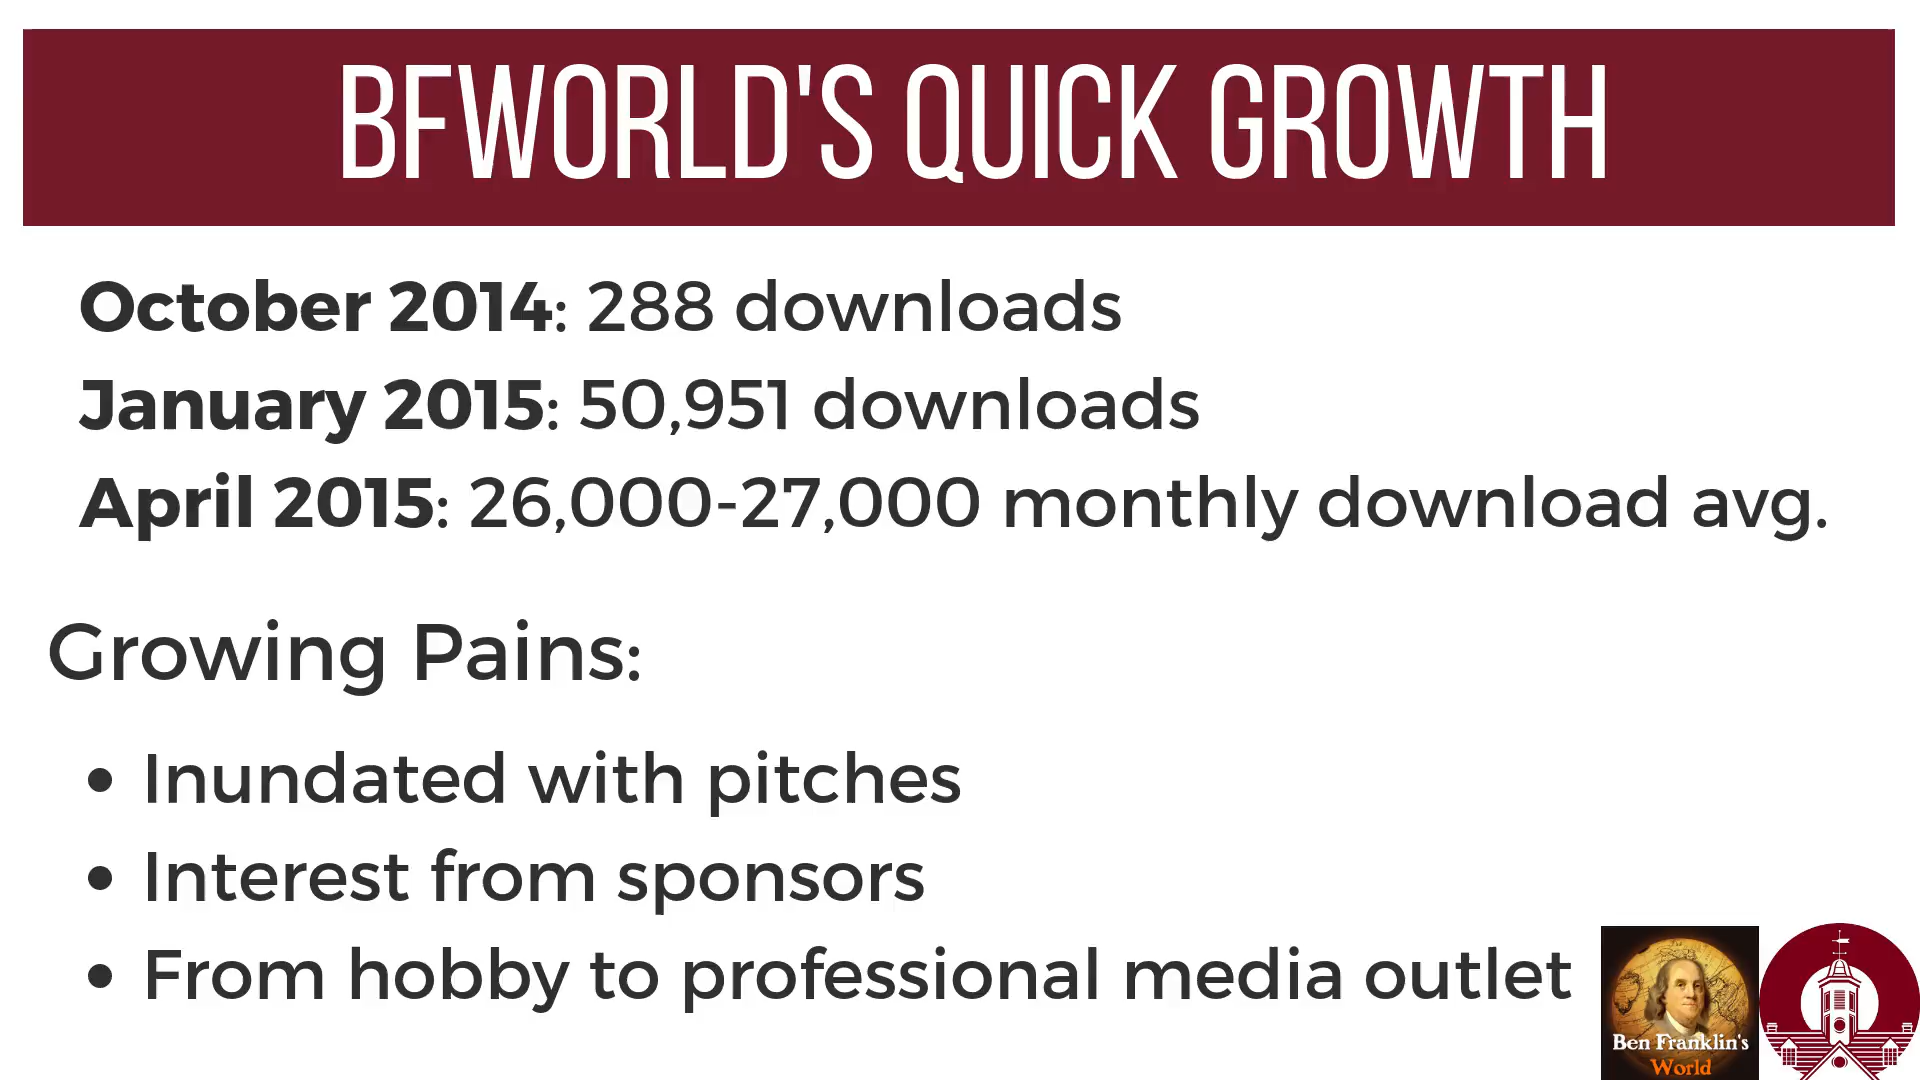 BFWORLD'S QUICK GROWTH
October 2014: 288 downloads
January 2015: 50,951 downloads
April 2015: 26,000-27,000 monthly download avg.
Growing Pains:
• Inundated with pitches
• Interest from sponsors
• From hobby to professional media outlet
Ben Franklin's
World